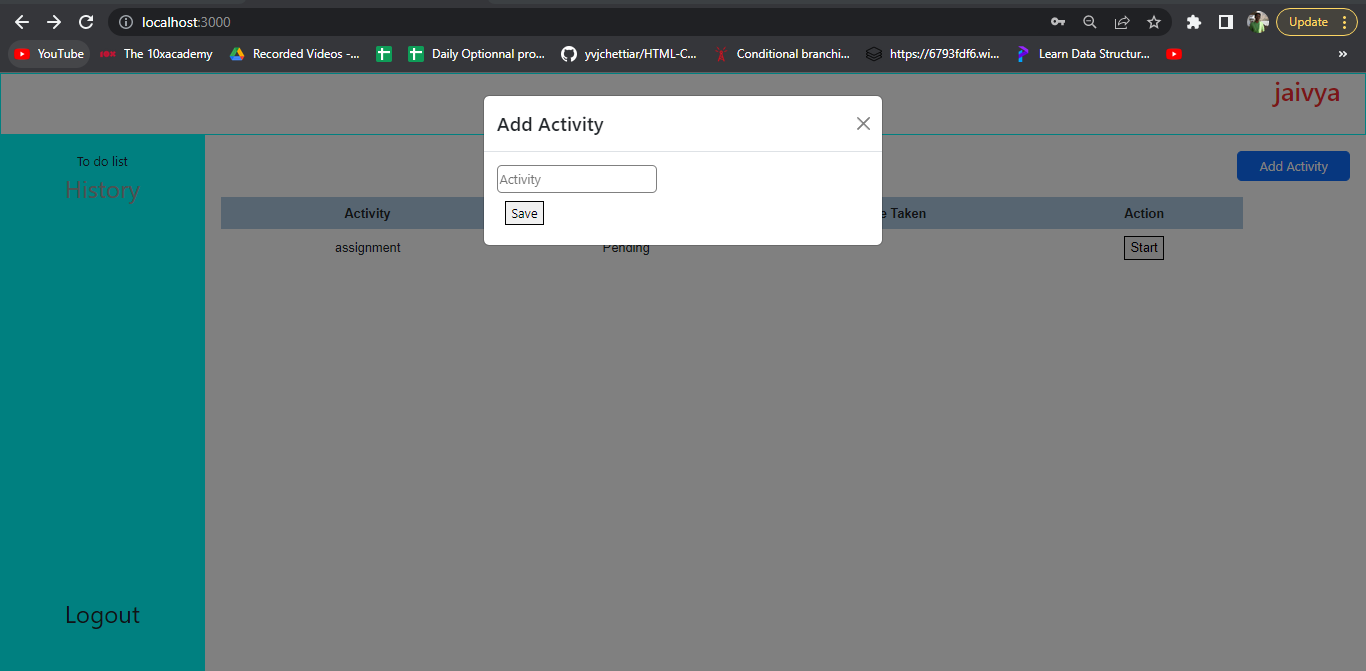 localhost:3000
Update
YouTube
The 10xacademy
Recorded Videos -...
Daily Optionnal pro...
yvjchettiar/HTML-C...
Conditional branchi...
https://6793fdf6.wi...
Learn Data Structur...
»
jaivya
Add Activity
To do list
History
Activity
Save
Add Activity
Activity
e Taken
Action
assignment
Pending
Start
Logout